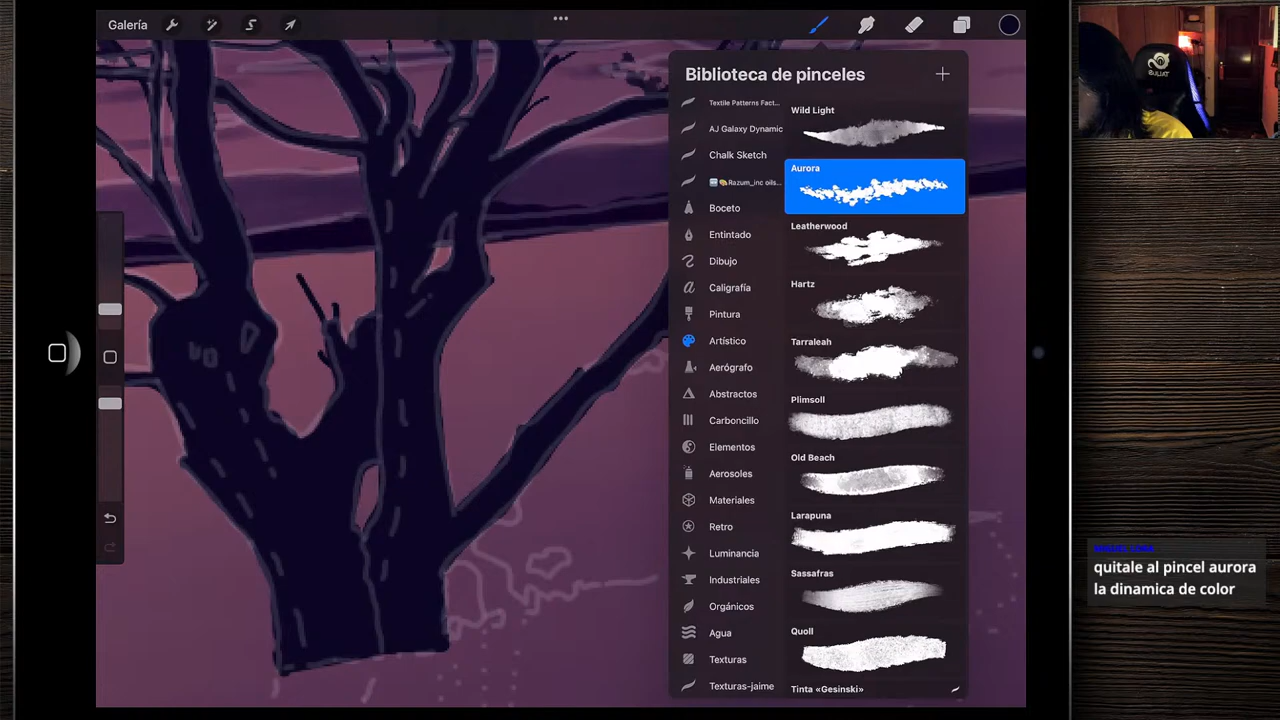 Galería
Biblioteca de pinceles
Textile Patterns Fact...
AJ Galaxy Dynamic
Chalk Sketch
Razum_inc oils...
Boceto
Entintado
Dibujo
Caligrafía
Pintura
Artístico
Aerógrafo
Abstractos
Carboncillo
Elementos
Aerosoles
Materiales
Retro
Luminancia
Industriales
Orgánicos
Agua
Texturas
Texturas-jaime
Wild Light
Aurora
Leatherwood
Hartz
Tarraleah
Plimsoll
Old Beach
Larapuna
Sassafras
Quoll
Tinta «Gesinski»
quitale al pincel aurora
la dinamica de color